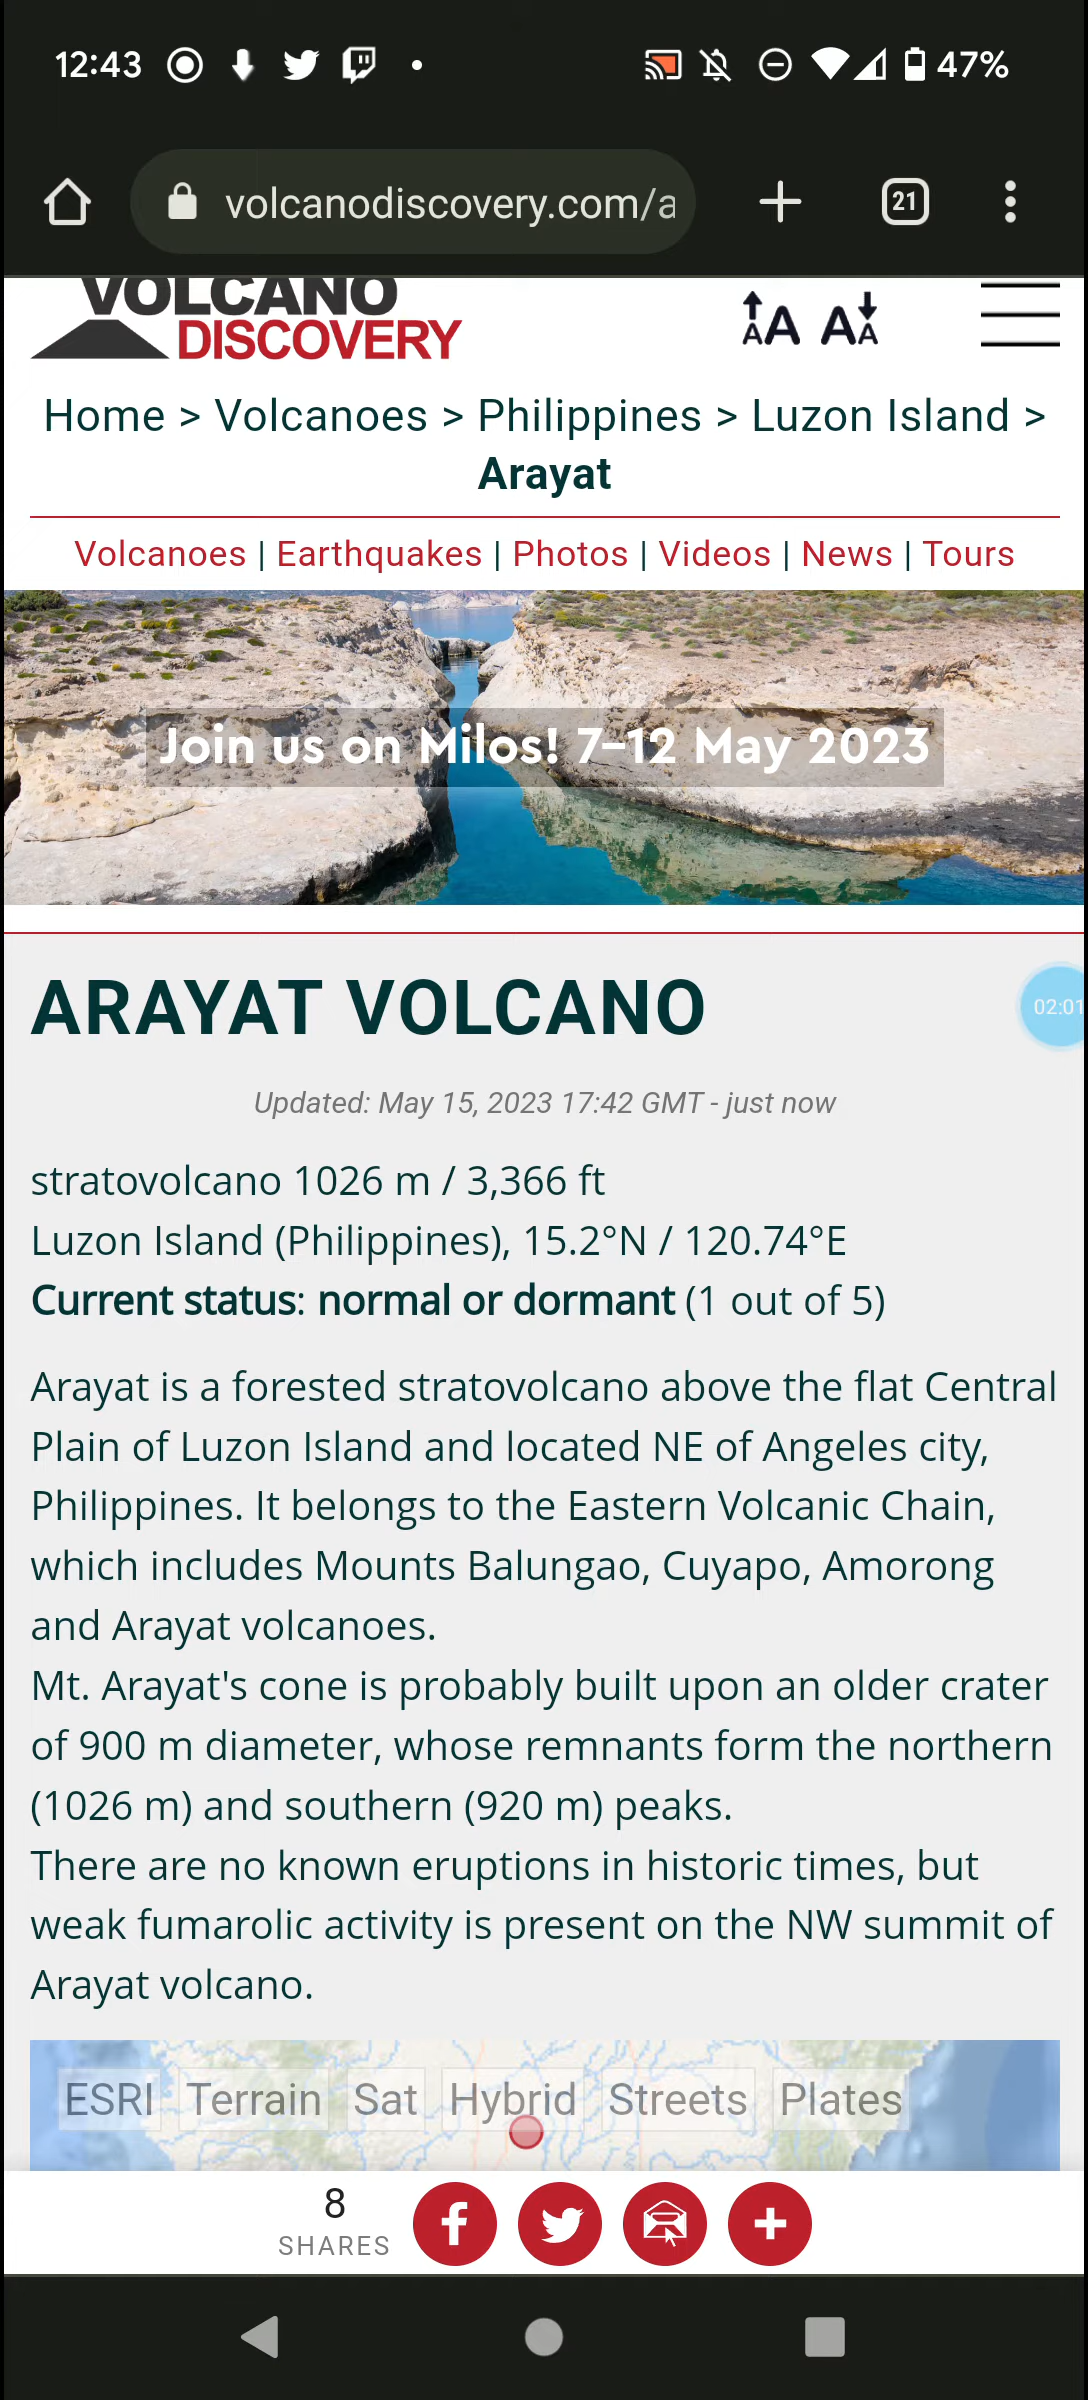 12:43
47%
volcanodiscovery.com/a
21
VOLCANO
DISCOVERY
AA AA
Home > Volcanoes > Philippines > Luzon Island >
Arayat
Volcanoes | Earthquakes | Photos | Videos | News | Tours
Join us on Milos! 7-12 May 2023
ARAYAT VOLCANO
02:01
Updated: May 15, 2023 17:42 GMT - just now
stratovolcano 1026 m / 3,366 ft
Luzon Island (Philippines), 15.2°N / 120.74°E
Current status: normal or dormant (1 out of 5)
Arayat is a forested stratovolcano above the flat Central
Plain of Luzon Island and located NE of Angeles city,
Philippines. It belongs to the Eastern Volcanic Chain,
which includes Mounts Balungao, Cuyapo, Amorong
and Arayat volcanoes.
Mt. Arayat's cone is probably built upon an older crater
of 900 m diameter, whose remnants form the northern
(1026 m) and southern (920 m) peaks.
There are no known eruptions in historic times, but
weak fumarolic activity is present on the NW summit of
Arayat volcano.
ESRI Terrain Sat Hybrid Streets Plates
8
SHARES